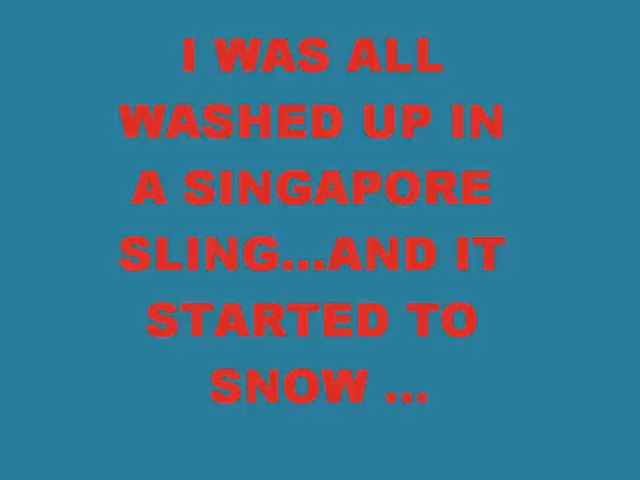 I WAS ALL
WASHED UP IN
A SINGAPORE
SLING...AND IT
STARTED TO
SNOW ...